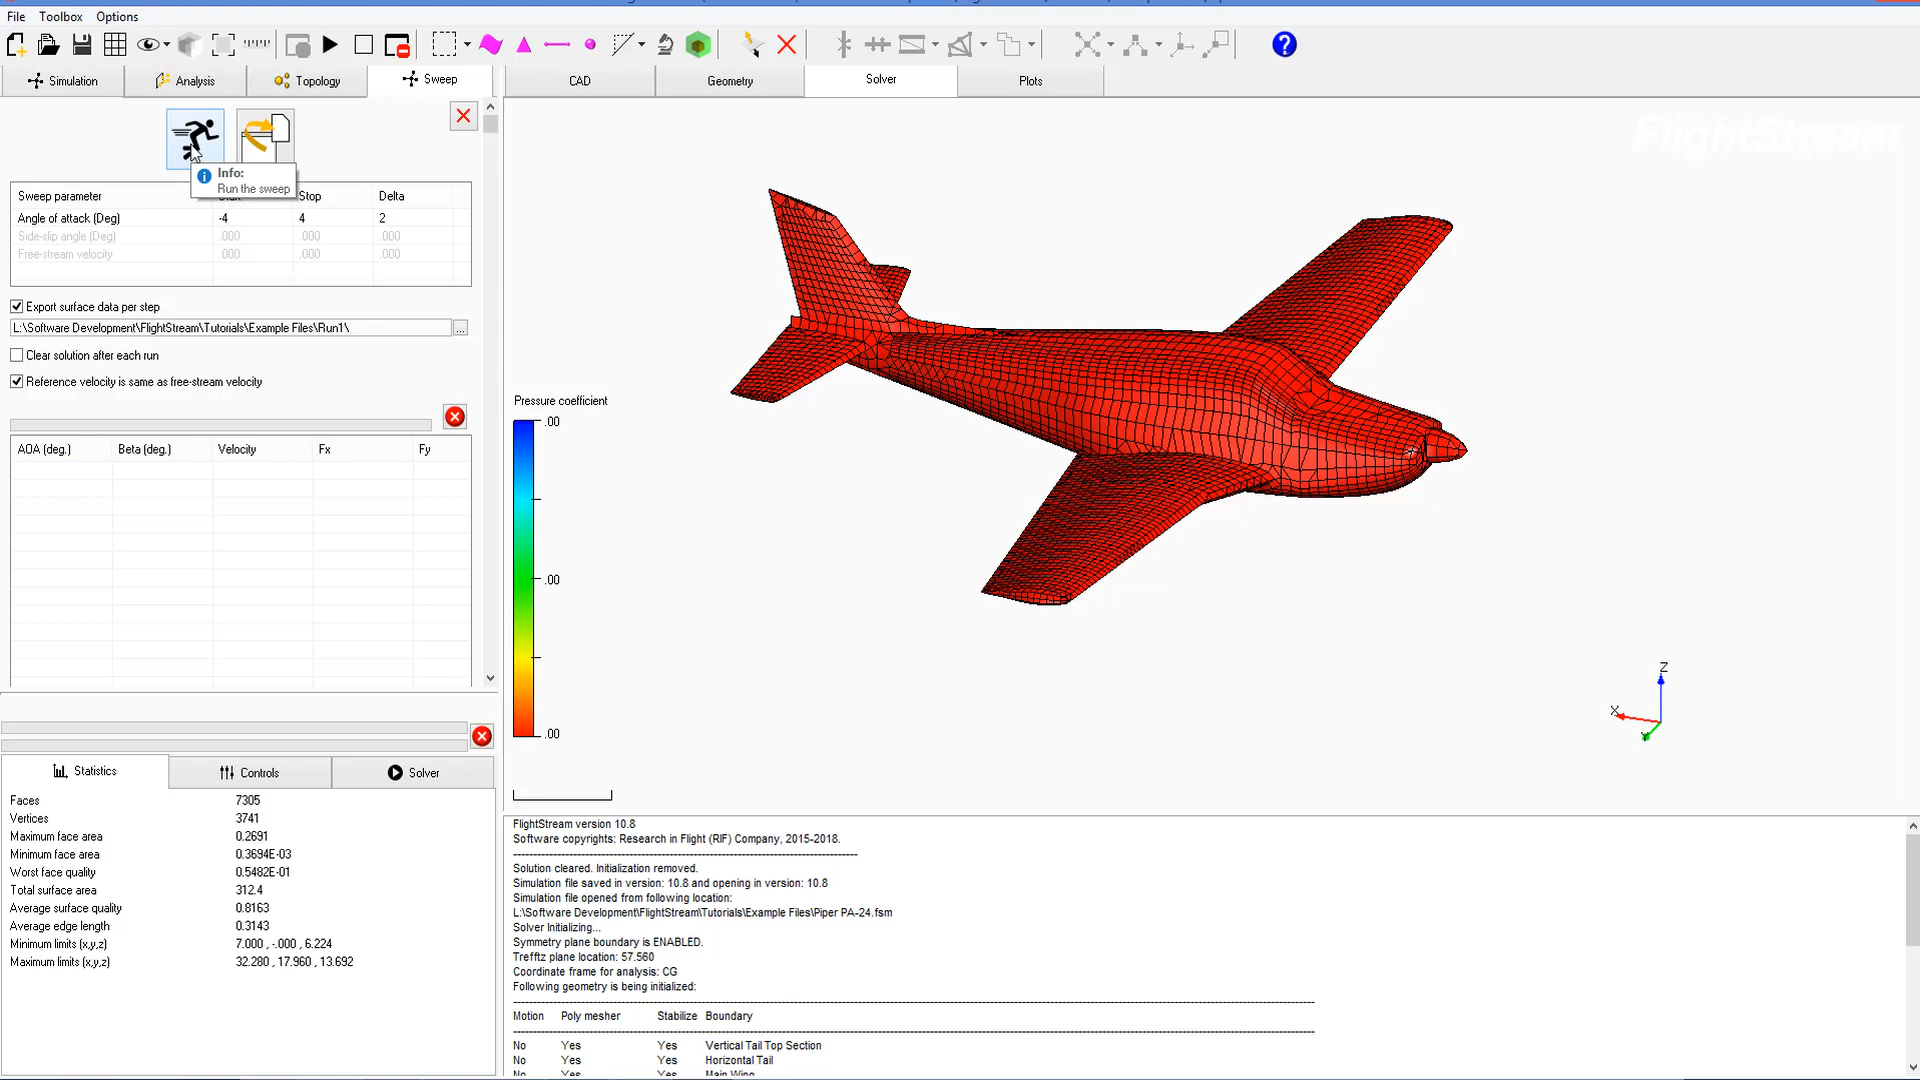 File Toolbox Options
Simulation Analysis Topology Sweep CAD Geometry Solver Plots
FlightStream
Info:
Run the sweep
Sweep parameter Stop Delta
Angle of attack (Deg) -4 4 2
Side-slip angle (Deg) .000 .000 .000
Free-stream velocity .000 .000 .000
Export surface data per step
L:\Software Development\FlightStream\Tutorials\Example Files\Run1\ ...
Clear solution after each run
Reference velocity is same as free-stream velocity
AOA (deg.) Beta (deg.) Velocity Fx Fy
Pressure coefficient
.00
.00
.00
Z
X
Y
Statistics Controls Solver
Faces 7305
Vertices 3741
Maximum face area 0.2691
Minimum face area 0.3694E-03
Worst face quality 0.5482E-01
Total surface area 312.4
Average surface quality 0.8163
Average edge length 0.3143
Minimum limits (x,y,z) 7.000 , -.000 , 6.224
Maximum limits (x,y,z) 32.280 , 17.960 , 13.692
FlightStream version 10.8
Software copyrights: Research in Flight (RIF) Company, 2015-2018.
Solution cleared. Initialization removed.
Simulation file saved in version: 10.8 and opening in version: 10.8
Simulation file opened from following location:
L:\Software Development\FlightStream\Tutorials\Example Files\Piper PA-24.fsm
Solver Initializing...
Symmetry plane boundary is ENABLED.
Trefftz plane location: 57.560
Coordinate frame for analysis: CG
Following geometry is being initialized:
Motion Poly mesher Stabilize Boundary
No Yes Yes Vertical Tail Top Section
No Yes Yes Horizontal Tail
No Yes Yes Main Wing